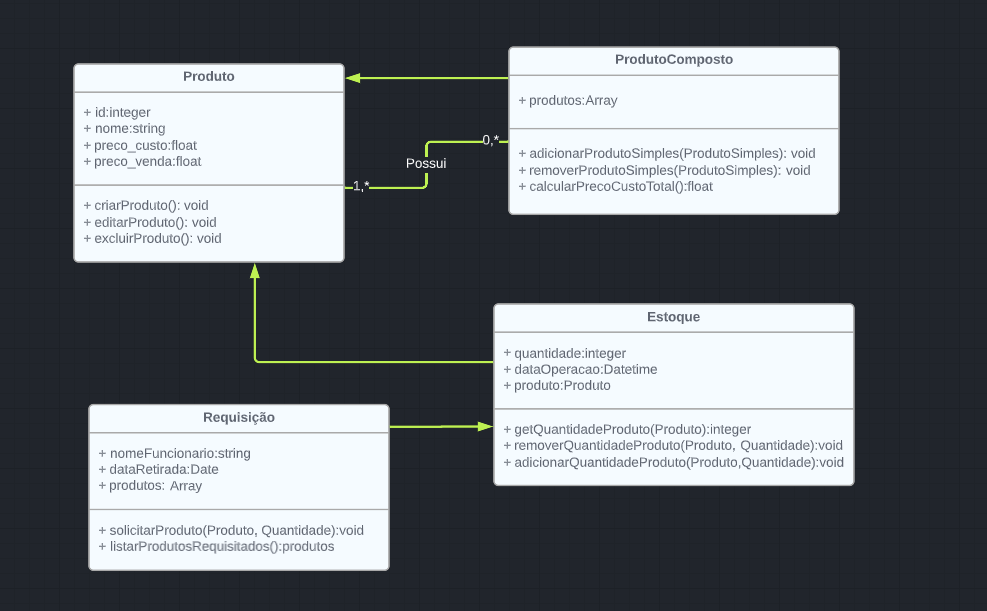 Produto
+ id:integer
+ nome:string
+ preco_custo:float
+ preco_venda:float
+ criarProduto(): void
+ editarProduto(): void
+ excluirProduto(): void
ProdutoComposto
+ produtos:Array
+ adicionarProdutoSimples(ProdutoSimples): void
+ removerProdutoSimples(ProdutoSimples): void
+ calcularPrecoCustoTotal():float
0,*
Possui
1,*
Estoque
+ quantidade:integer
+ dataOperacao:Datetime
+ produto:Produto
+ getQuantidadeProduto(Produto):integer
+ removerQuantidadeProduto(Produto, Quantidade):void
+ adicionarQuantidadeProduto(Produto,Quantidade):void
Requisição
+ nomeFuncionario:string
+ dataRetirada:Date
+ produtos: Array
+ solicitarProduto(Produto, Quantidade):void
+ listarProdutosRequisitados():produtos